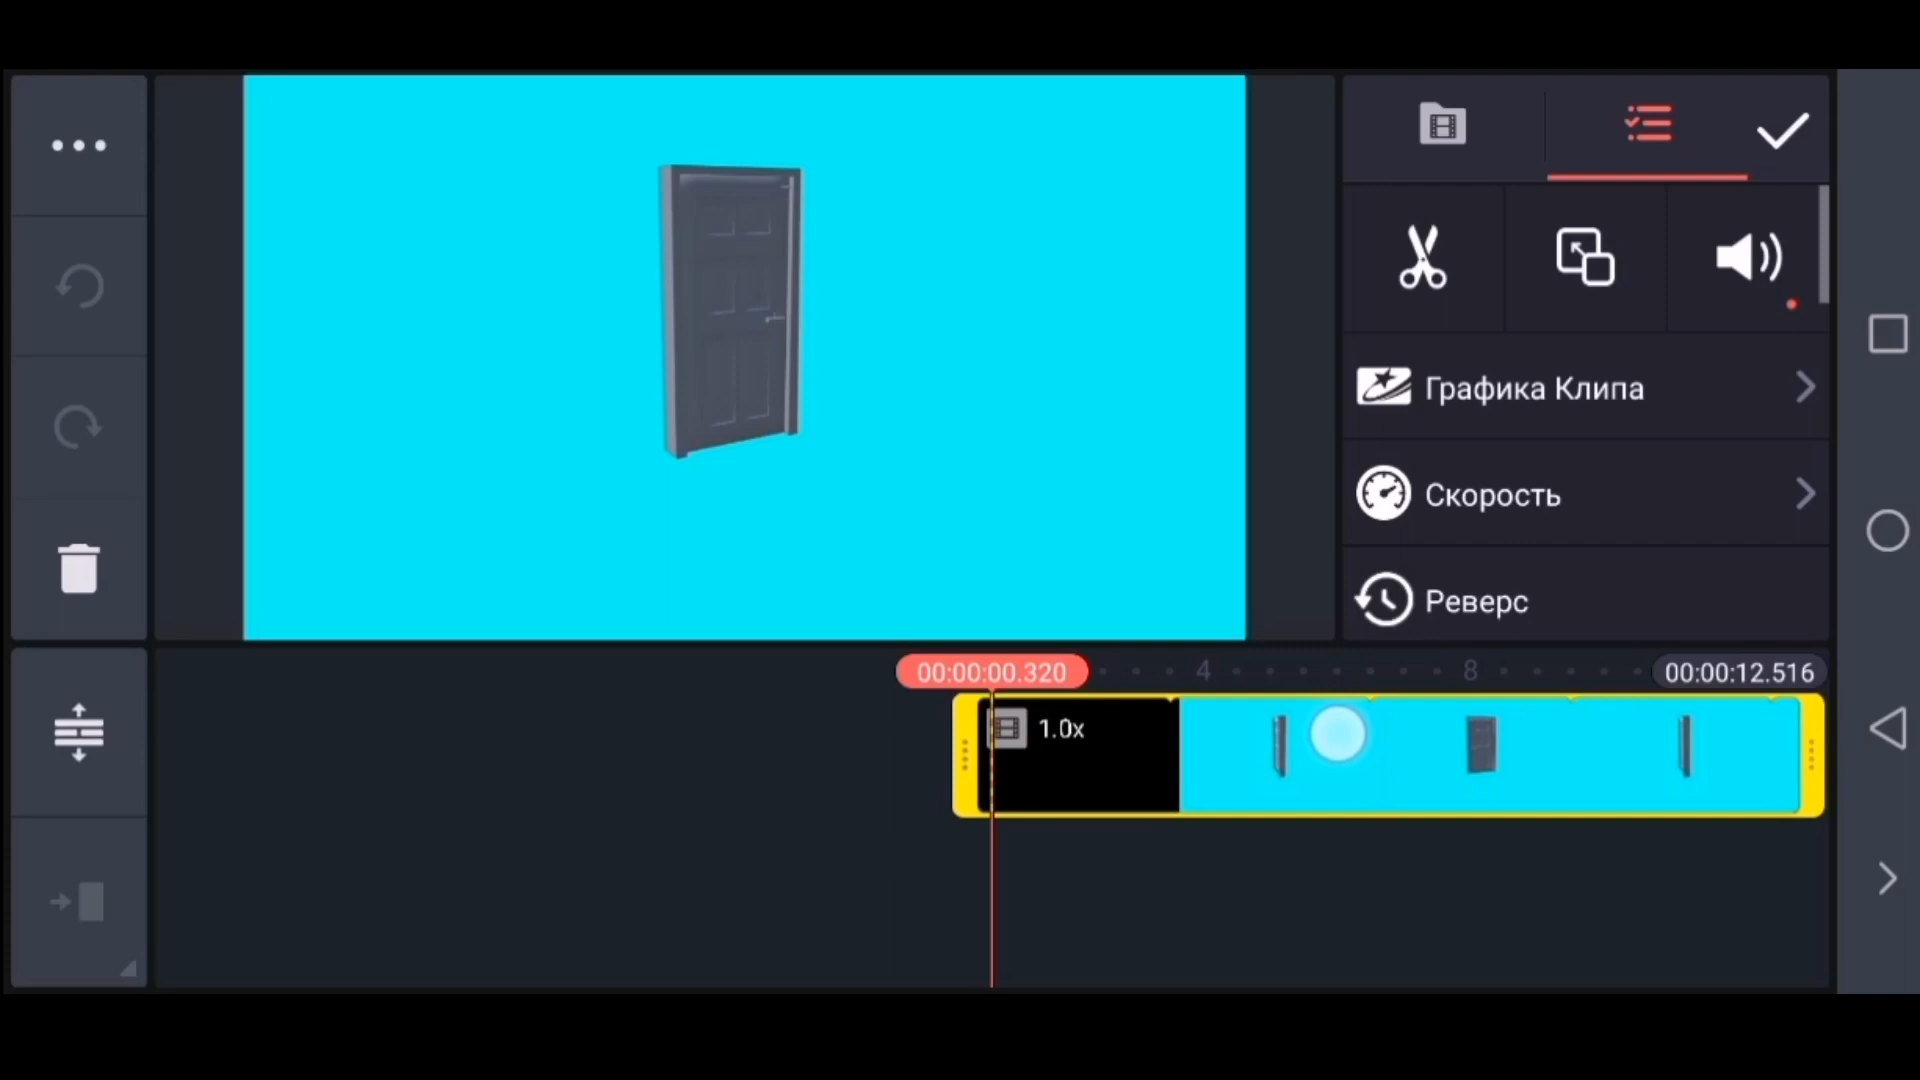 Графика Клипа
Скорость
Реверс
00:00:00.320
4
8
00:00:12.516
1.0x